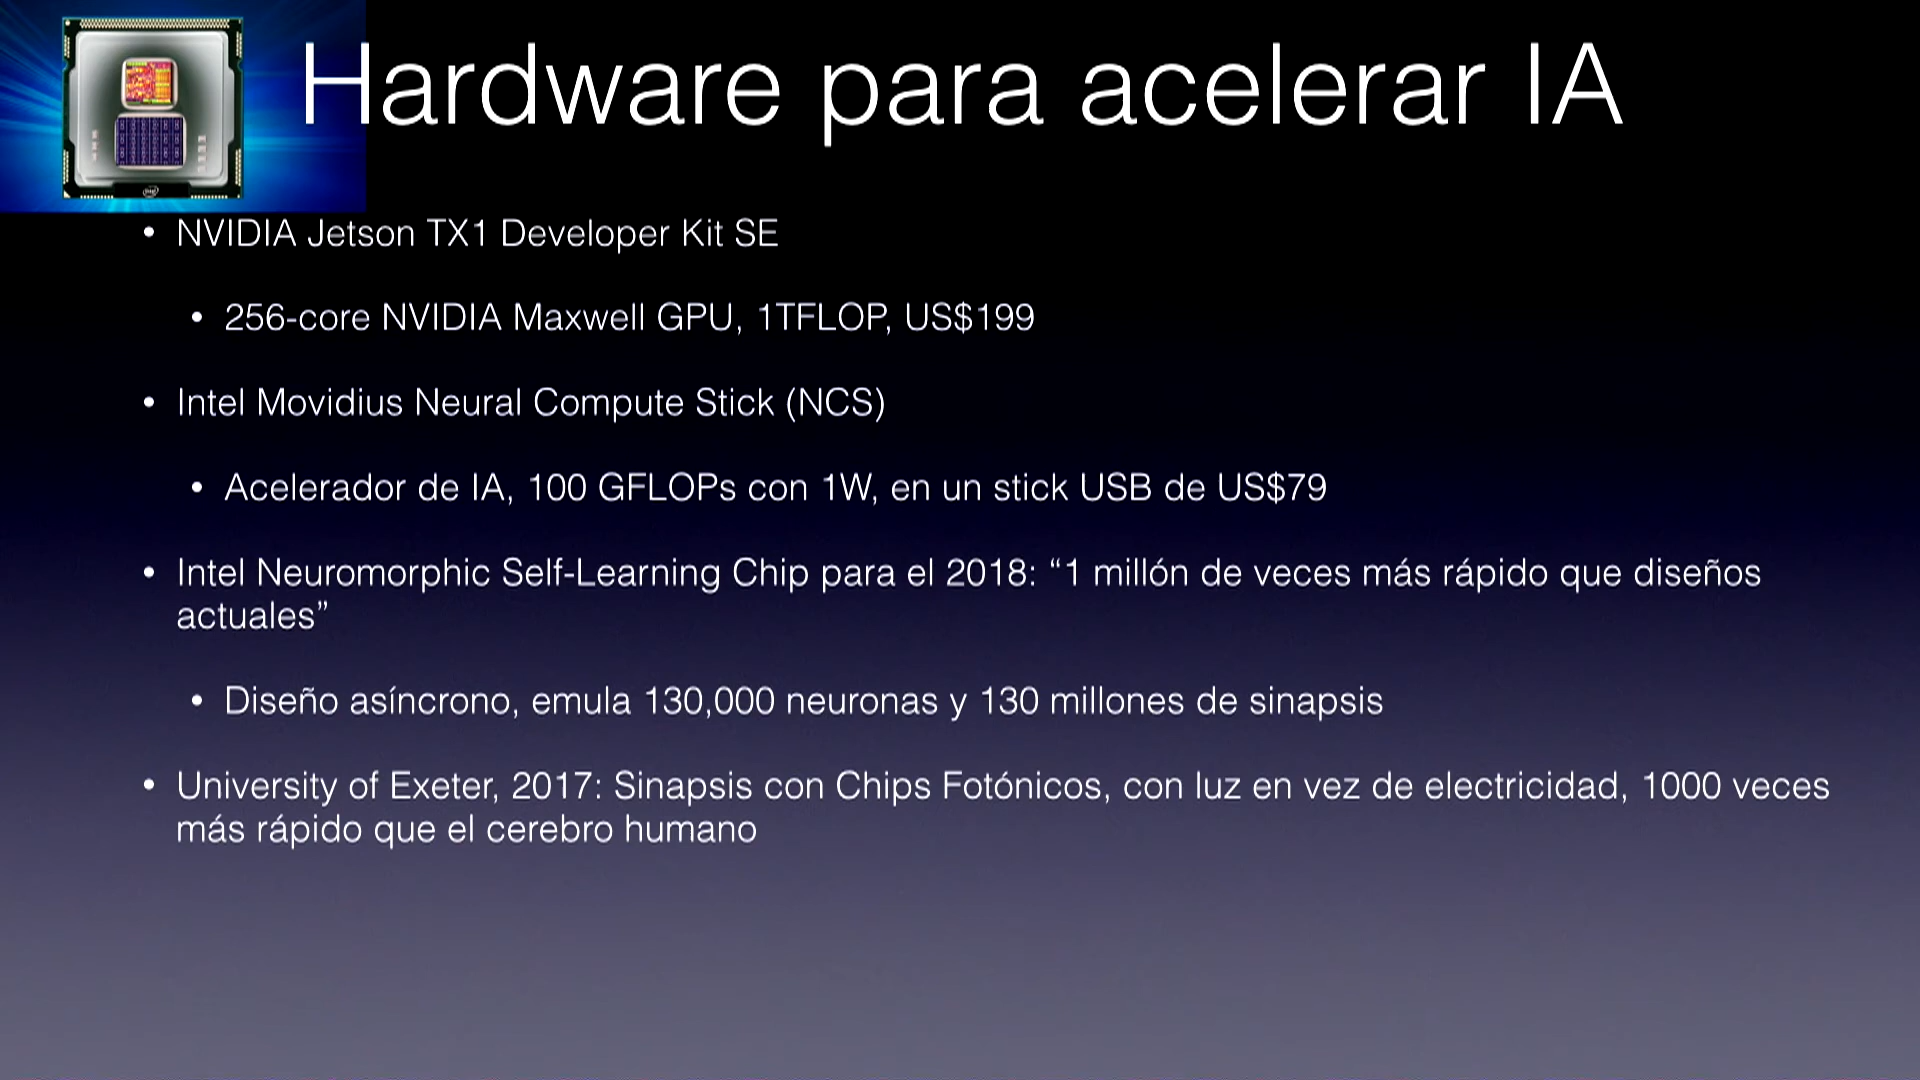 Hardware para acelerar IA
• NVIDIA Jetson TX1 Developer Kit SE
• 256-core NVIDIA Maxwell GPU, 1TFLOP, US$199
• Intel Movidius Neural Compute Stick (NCS)
• Acelerador de IA, 100 GFLOPs con 1W, en un stick USB de US$79
• Intel Neuromorphic Self-Learning Chip para el 2018: “1 millón de veces más rápido que diseños
actuales”
• Diseño asíncrono, emula 130,000 neuronas y 130 millones de sinapsis
• University of Exeter, 2017: Sinapsis con Chips Fotónicos, con luz en vez de electricidad, 1000 veces
más rápido que el cerebro humano